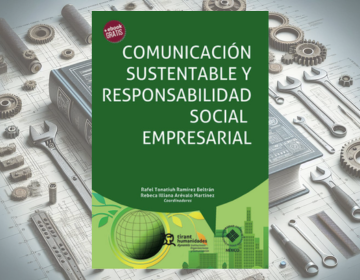 +ebook
GRATIS
COMUNICACIÓN
SUSTENTABLE Y
RESPONSABILIDAD
SOCIAL
EMPRESARIAL
Rafel Tonatiuh Ramírez Beltrán
Rebeca Illiana Arévalo Martínez
Coordinadores
tirant
humanidades